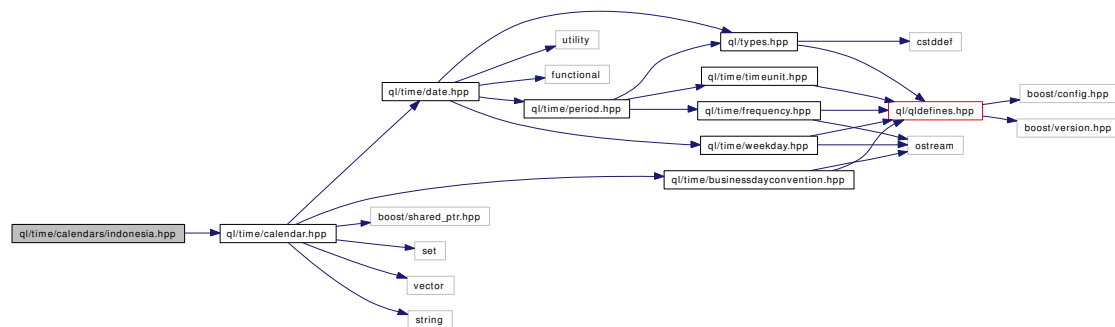 ql/types.hpp
cstddef
utility
functional
ql/time/timeunit.hpp
ql/time/date.hpp
ql/time/period.hpp
ql/time/frequency.hpp
ql/qldefines.hpp
boost/config.hpp
boost/version.hpp
ql/time/weekday.hpp
ostream
ql/time/businessdayconvention.hpp
boost/shared_ptr.hpp
ql/time/calendars/indonesia.hpp
ql/time/calendar.hpp
set
vector
string